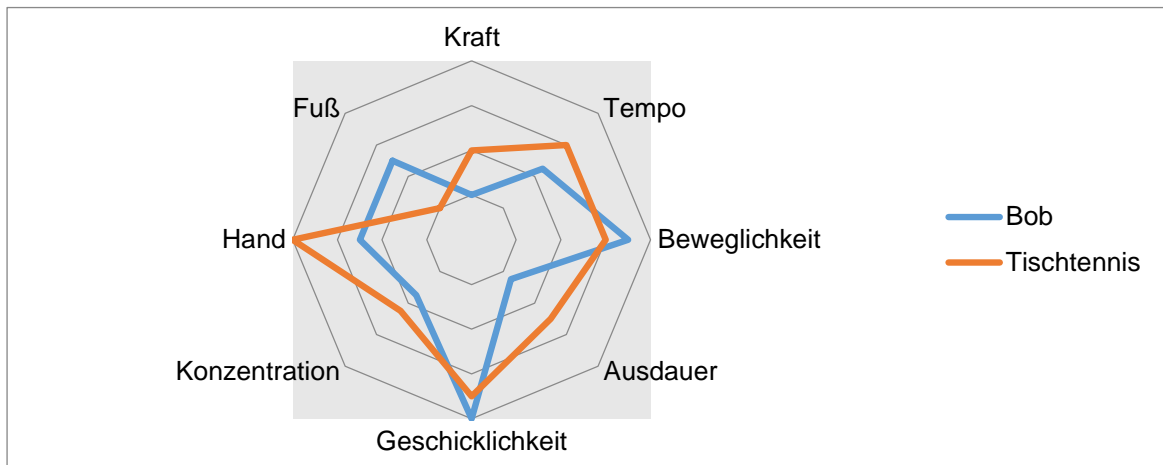 Kraft
Fuß
Tempo
Hand
Beweglichkeit
Konzentration
Ausdauer
Geschicklichkeit
Bob
Tischtennis